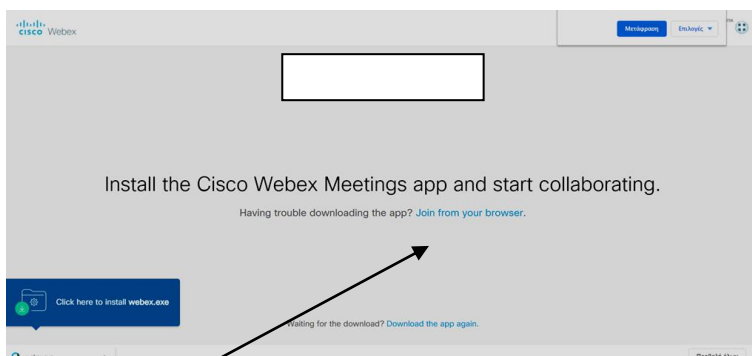 cisco Webex
Μετάφραση
Επιλογές
Install the Cisco Webex Meetings app and start collaborating.
Having trouble downloading the app? Join from your browser.
Click here to install webex.exe
Waiting for the download? Download the app again.